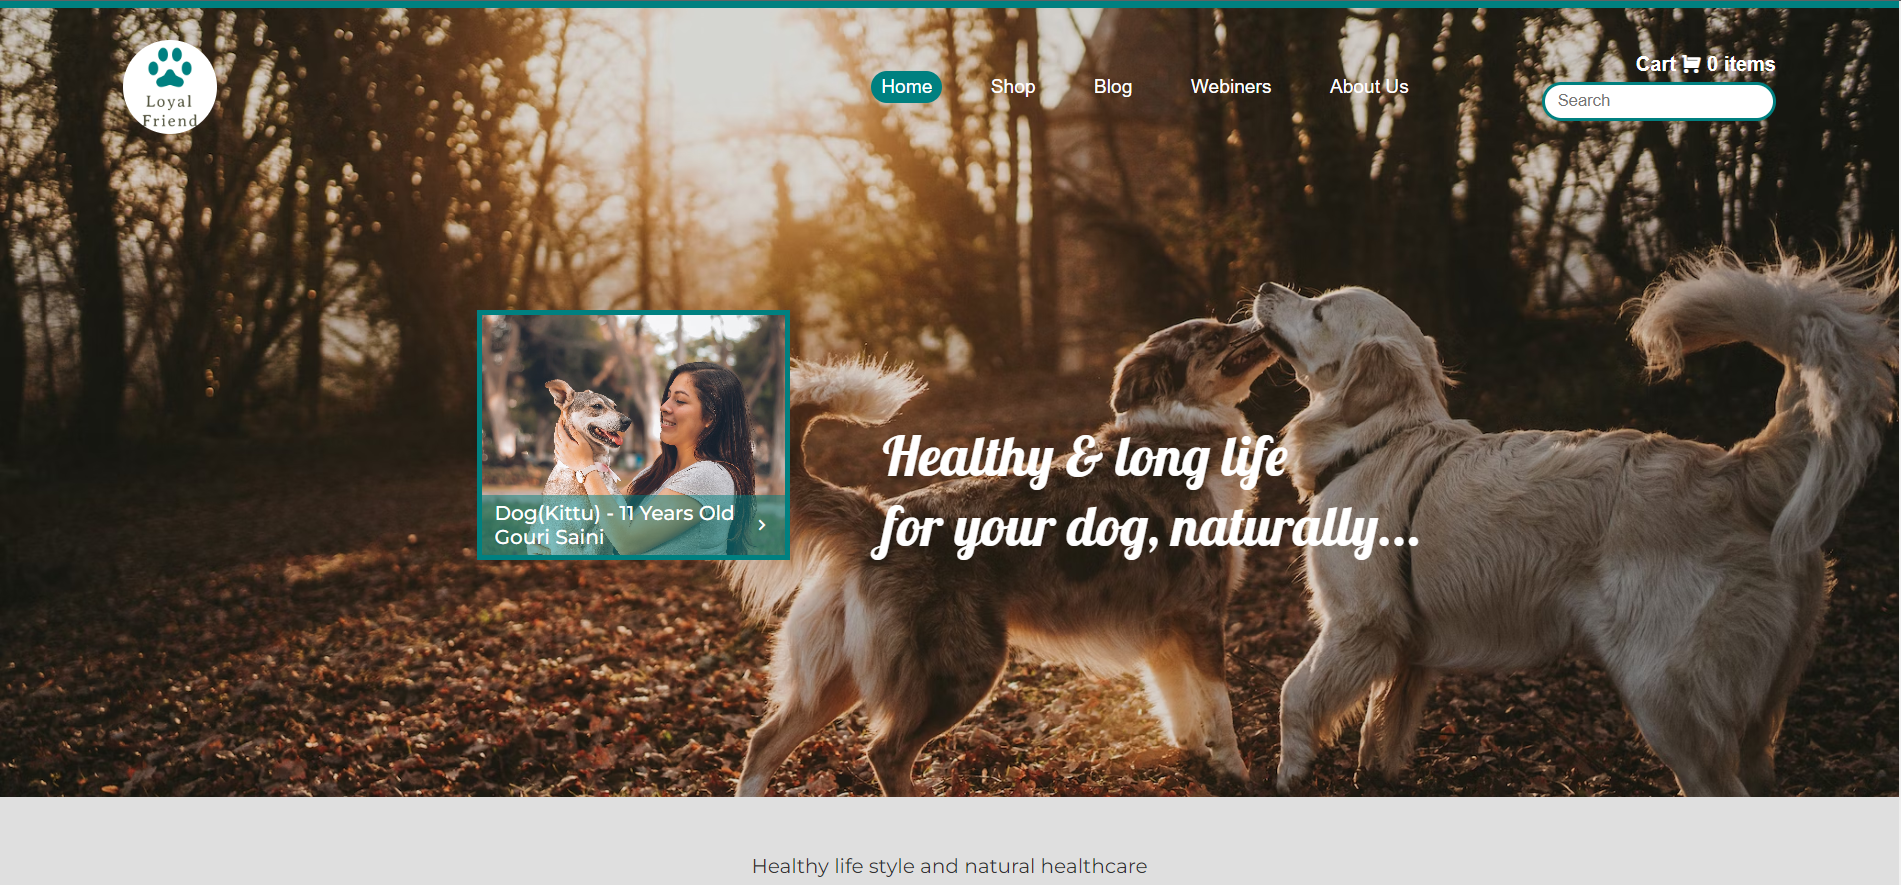 Loyal
Friend
Home
Shop
Blog
Webiners
About Us
Cart 0 items
Search
Dog(Kittu) - 11 Years Old
Gouri Saini
Healthy & long life
for your dog, naturally...
Healthy life style and natural healthcare